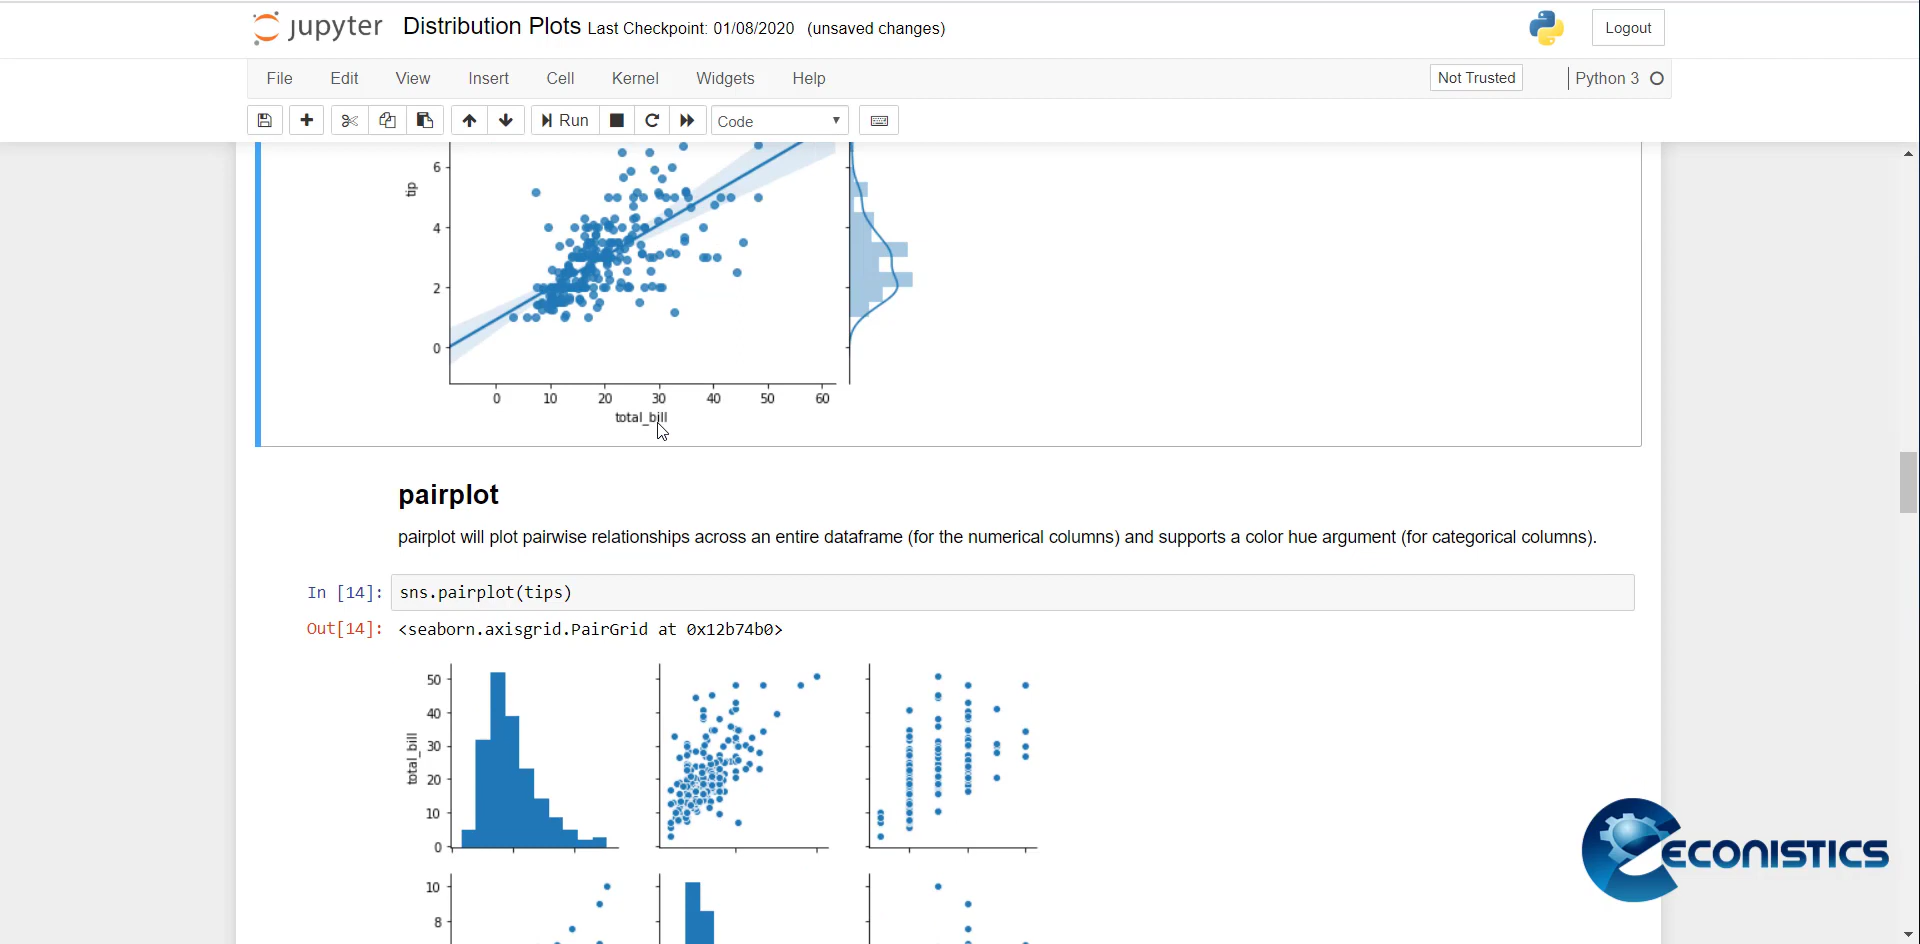 jupyter Distribution Plots Last Checkpoint: 01/08/2020 (unsaved changes) Logout
File Edit View Insert Cell Kernel Widgets Help Not Trusted Python 3
Run Code
6
tip
4
2
0
0 10 20 30 40 50 60
total_bill
pairplot
pairplot will plot pairwise relationships across an entire dataframe (for the numerical columns) and supports a color hue argument (for categorical columns).
In [14]: sns.pairplot(tips)
Out[14]: <seaborn.axisgrid.PairGrid at 0x12b74b0>
50
40
30
total_bill
20
10
0
10
8
eCONISTICS